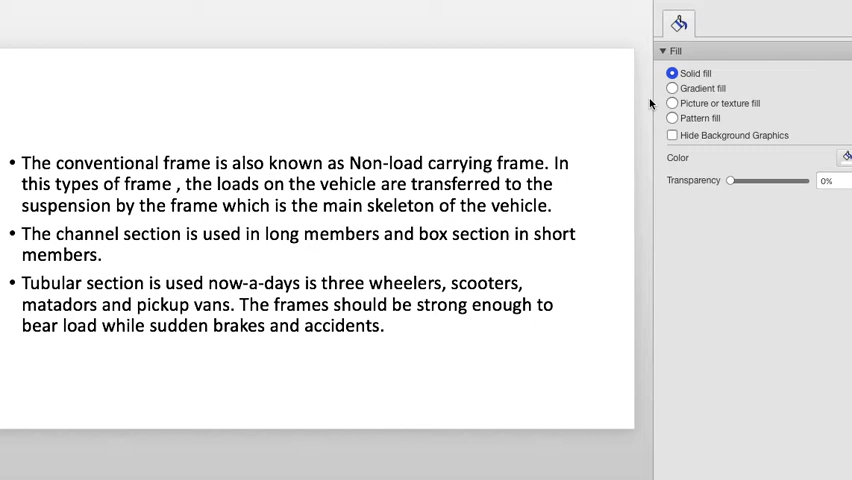 Fill
Solid fill
Gradient fill
Picture or texture fill
Pattern fill
Hide Background Graphics
Color
Transparency
0%
• The conventional frame is also known as Non-load carrying frame. In
this types of frame , the loads on the vehicle are transferred to the
suspension by the frame which is the main skeleton of the vehicle.
• The channel section is used in long members and box section in short
members.
• Tubular section is used now-a-days is three wheelers, scooters,
matadors and pickup vans. The frames should be strong enough to
bear load while sudden brakes and accidents.